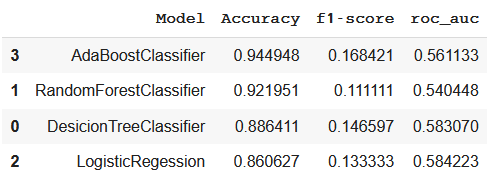 Model Accuracy f1-score roc_auc
3 AdaBoostClassifier 0.944948 0.168421 0.561133
1 RandomForestClassifier 0.921951 0.111111 0.540448
0 DesicionTreeClassifier 0.886411 0.146597 0.583070
2 LogisticRegression 0.860627 0.133333 0.584223